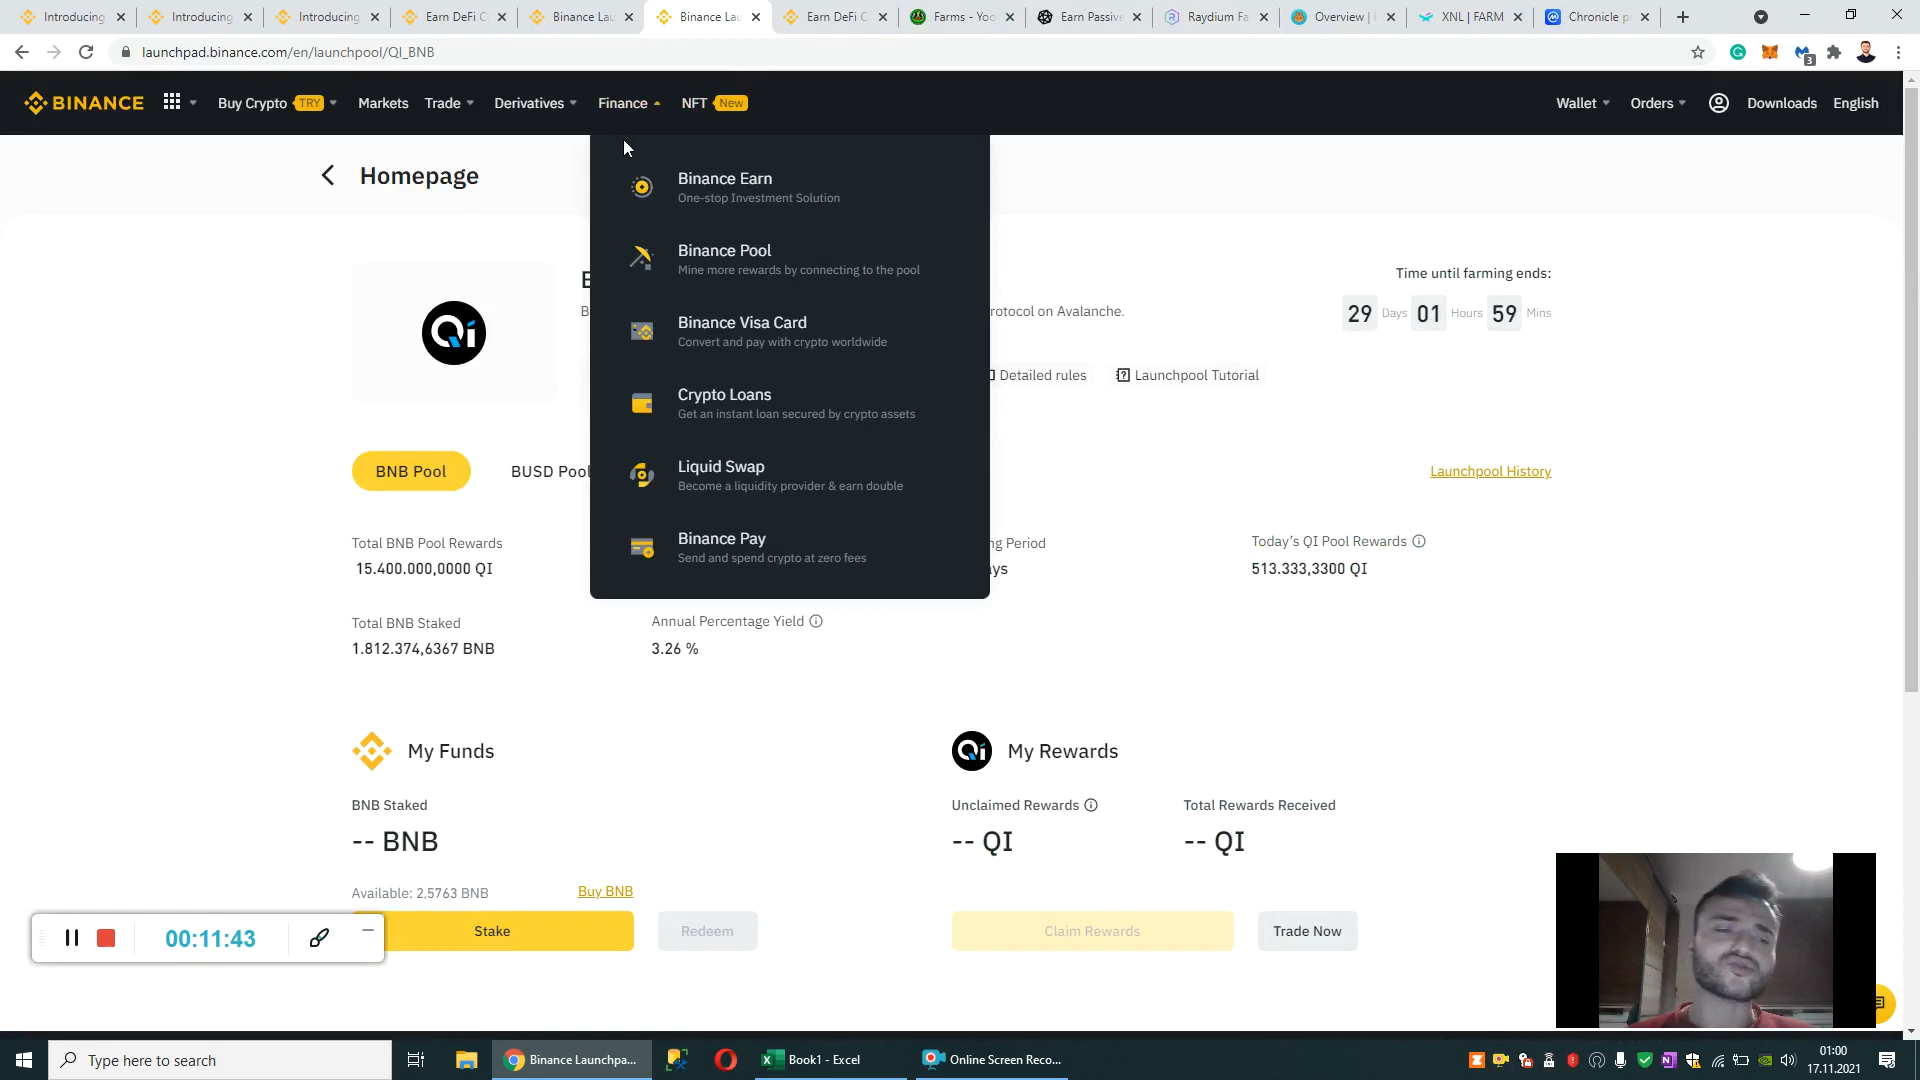 Introducing
Introducing
Introducing
Earn DeFi C
Binance Lau
Binance Lau
Earn DeFi C
Farms - Yoo
Earn Passive
Raydium Fa
Overview |
XNL | FARM
Chronicle p
launchpad.binance.com/en/launchpool/QI_BNB
3
BINANCE
Buy Crypto TRY
Markets
Trade
Derivatives
Finance
NFT New
Wallet
Orders
Downloads
English
Homepage
Binance Earn
One-stop Investment Solution
Binance Pool
Mine more rewards by connecting to the pool
Binance Visa Card
Convert and pay with crypto worldwide
Crypto Loans
Get an instant loan secured by crypto assets
Liquid Swap
Become a liquidity provider & earn double
Binance Pay
Send and spend crypto at zero fees
Qi
rotocol on Avalanche.
Time until farming ends:
29 Days 01 Hours 59 Mins
Detailed rules
Launchpool Tutorial
BNB Pool
BUSD Pool
Launchpool History
Total BNB Pool Rewards
15.400.000,0000 QI
ng Period
ays
Today's QI Pool Rewards
513.333,3300 QI
Total BNB Staked
1.812.374,6367 BNB
Annual Percentage Yield
3.26 %
My Funds
BNB Staked
-- BNB
Available: 2,5763 BNB
Buy BNB
Stake
Redeem
Qi
My Rewards
Unclaimed Rewards
-- QI
Total Rewards Received
-- QI
Claim Rewards
Trade Now
00:11:43
Type here to search
Binance Launchpa...
Book1 - Excel
Online Screen Reco...
01:00
17.11.2021